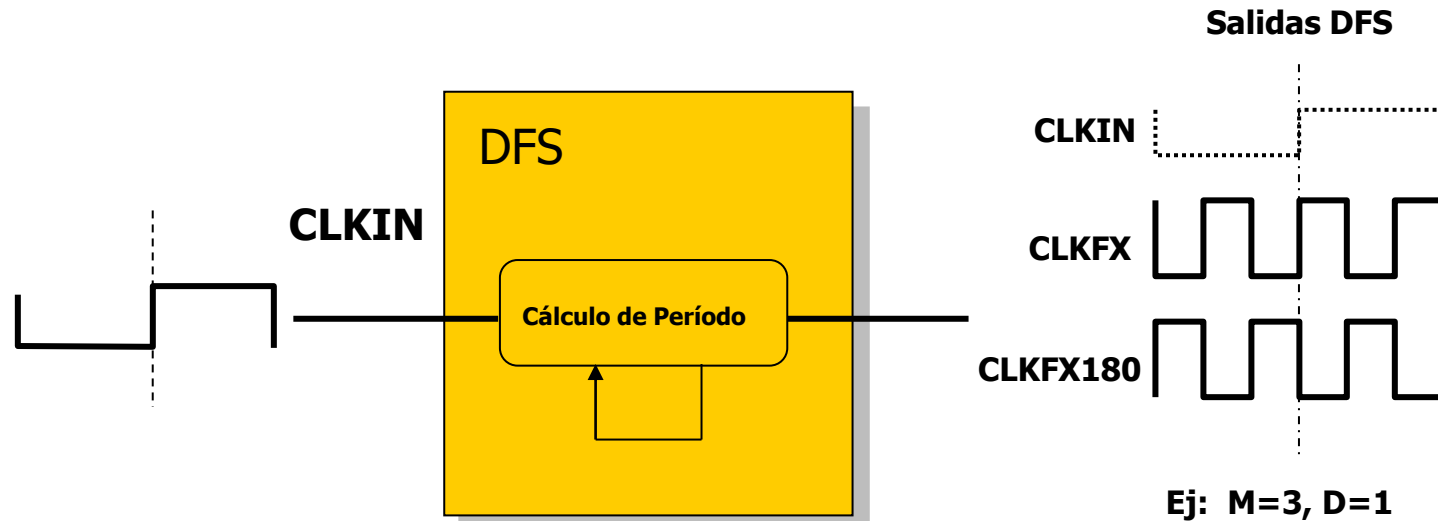 Salidas DFS
DFS
CLKIN
CLKIN
CLKFX
Cálculo de Período
CLKFX180
Ej: M=3, D=1